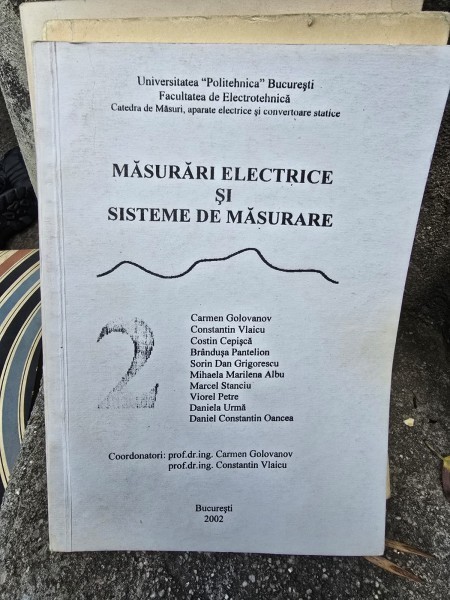 Universitatea "Politehnica" București
Facultatea de Electrotehnică
Catedra de Măsuri, aparate electrice și convertoare statice
MĂSURĂRI ELECTRICE
ȘI
SISTEME DE MĂSURARE
2
Carmen Golovanov
Constantin Vlaicu
Costin Cepișcă
Brândușa Pantelion
Sorin Dan Grigorescu
Mihaela Marilena Albu
Marcel Stanciu
Viorel Petre
Daniela Urmă
Daniel Constantin Oancea
Coordonatori: prof.dr.ing. Carmen Golovanov
prof.dr.ing. Constantin Vlaicu
București
2002